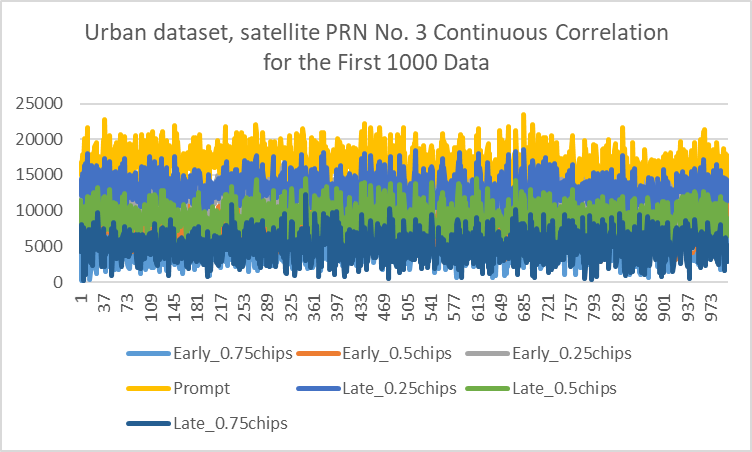 Urban dataset, satellite PRN No. 3 Continuous Correlation
for the First 1000 Data
25000
20000
15000
10000
5000
0
1 37 73 109 145 181 217 253 289 325 361 397 433 469 505 541 577 613 649 685 721 757 793 829 865 901 937 973
Early_0.75chips Early_0.5chips Early_0.25chips
Prompt Late_0.25chips Late_0.5chips
Late_0.75chips